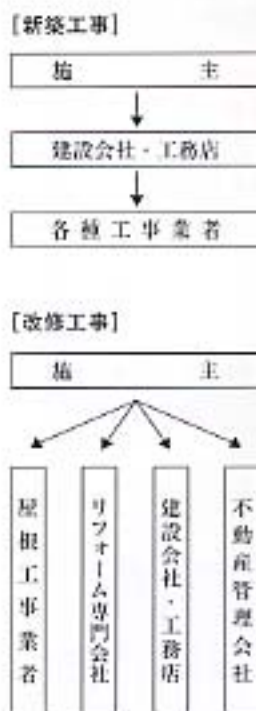 [新築工事]
施主
建設会社・工務店
各種工事業者
[改修工事]
施主
屋根工事業者
リフォーム専門会社
建設会社・工務店
不動産管理会社